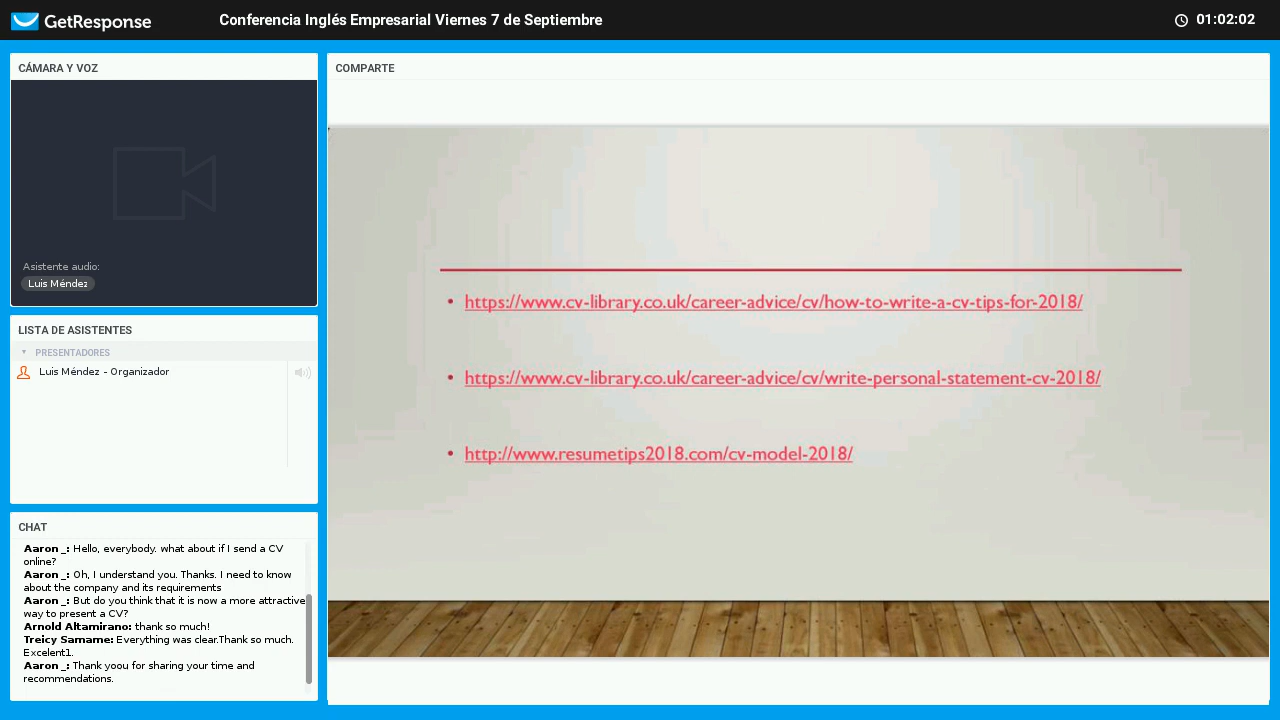 GetResponse
Conferencia Inglés Empresarial Viernes 7 de Septiembre
01:02:02
CÁMARA Y VOZ
Asistente audio:
Luis Méndez
LISTA DE ASISTENTES
PRESENTADORES
Luis Méndez - Organizador
CHAT
Aaron _: Hello, everybody. what about if I send a CV
online?
Aaron _: Oh, I understand you. Thanks. I need to know
about the company and its requirements
Aaron _: But do you think that it is now a more attractive
way to present a CV?
Arnold Altamirano: thank so much!
Treicy Samame: Everything was clear.Thank so much.
Excelent1.
Aaron _: Thank yoou for sharing your time and
recommendations.
COMPARTE
• https://www.cv-library.co.uk/career-advice/cv/how-to-write-a-cv-tips-for-2018/
• https://www.cv-library.co.uk/career-advice/cv/write-personal-statement-cv-2018/
• http://www.resumetips2018.com/cv-model-2018/